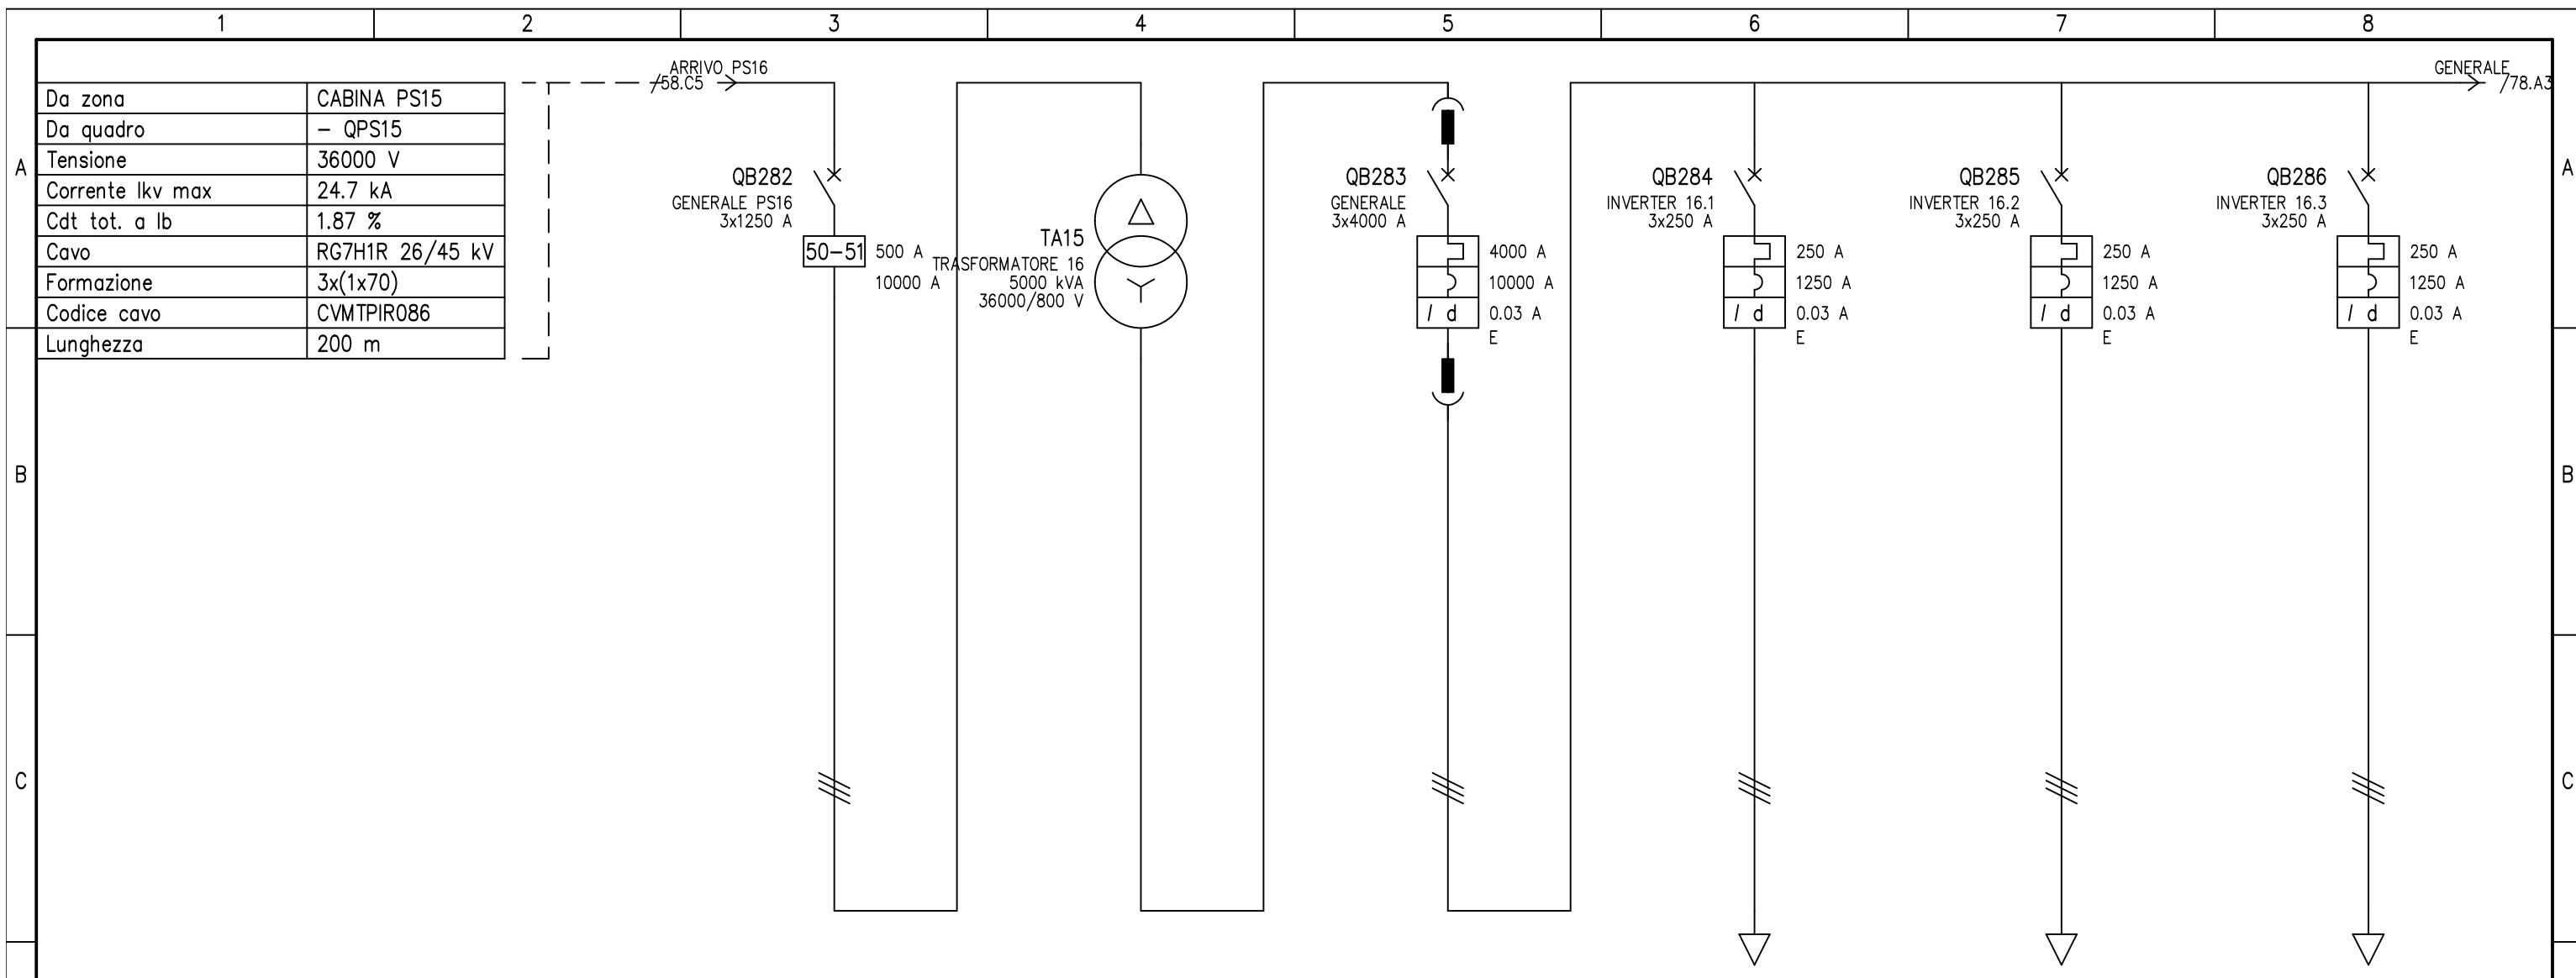 1 2 3 4 5 6 7 8
ARRIVO PS16
/58.C5
GENERALE
/78.A3
Da zona CABINA PS15
Da quadro - QPS15
Tensione 36000 V
Corrente Ikv max 24.7 kA
Cdt tot. a Ib 1.87 %
Cavo RG7H1R 26/45 kV
Formazione 3x(1x70)
Codice cavo CVMTPIR086
Lunghezza 200 m
A
A
QB282
GENERALE PS16
3x1250 A
50-51 500 A
10000 A
TA15
TRASFORMATORE 16
5000 kVA
36000/800 V
QB283
GENERALE
3x4000 A
4000 A
10000 A
I d 0.03 A
E
QB284
INVERTER 16.1
3x250 A
250 A
1250 A
I d 0.03 A
E
QB285
INVERTER 16.2
3x250 A
250 A
1250 A
I d 0.03 A
E
QB286
INVERTER 16.3
3x250 A
250 A
1250 A
I d 0.03 A
E
B
B
C
C